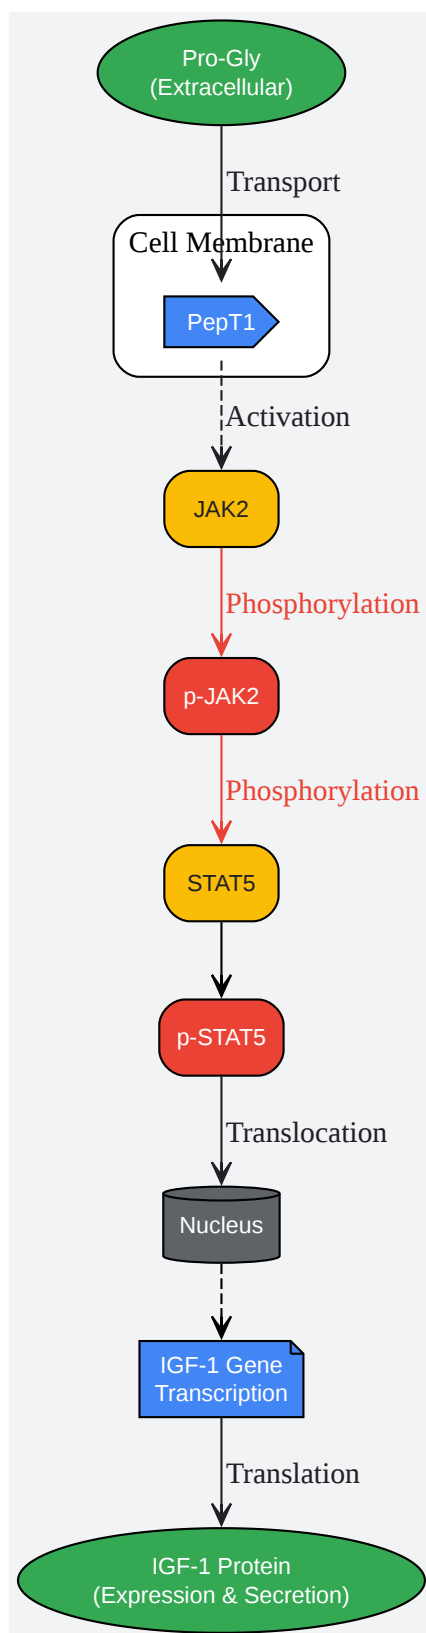 Pro-Gly
(Extracellular)
Transport
Cell Membrane
PepT1
Activation
JAK2
Phosphorylation
p-JAK2
Phosphorylation
STAT5
p-STAT5
Translocation
Nucleus
IGF-1 Gene
Transcription
Translation
IGF-1 Protein
(Expression & Secretion)